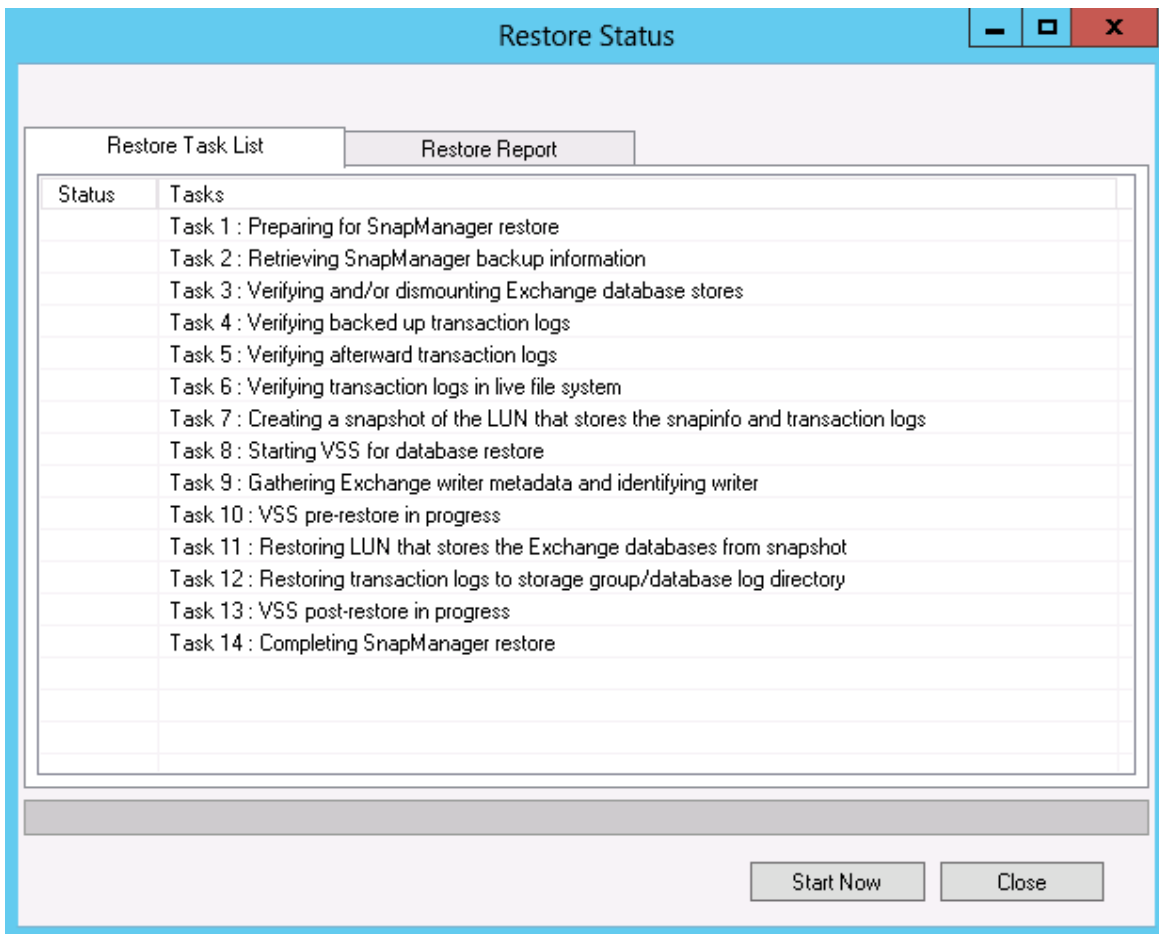 Restore Status
Restore Task List
Restore Report
Status Tasks
Task 1 : Preparing for SnapManager restore
Task 2 : Retrieving SnapManager backup information
Task 3 : Verifying and/or dismounting Exchange database stores
Task 4 : Verifying backed up transaction logs
Task 5 : Verifying afterward transaction logs
Task 6 : Verifying transaction logs in live file system
Task 7 : Creating a snapshot of the LUN that stores the snapinfo and transaction logs
Task 8 : Starting VSS for database restore
Task 9 : Gathering Exchange writer metadata and identifying writer
Task 10 : VSS pre-restore in progress
Task 11 : Restoring LUN that stores the Exchange databases from snapshot
Task 12 : Restoring transaction logs to storage group/database log directory
Task 13 : VSS post-restore in progress
Task 14 : Completing SnapManager restore
Start Now
Close